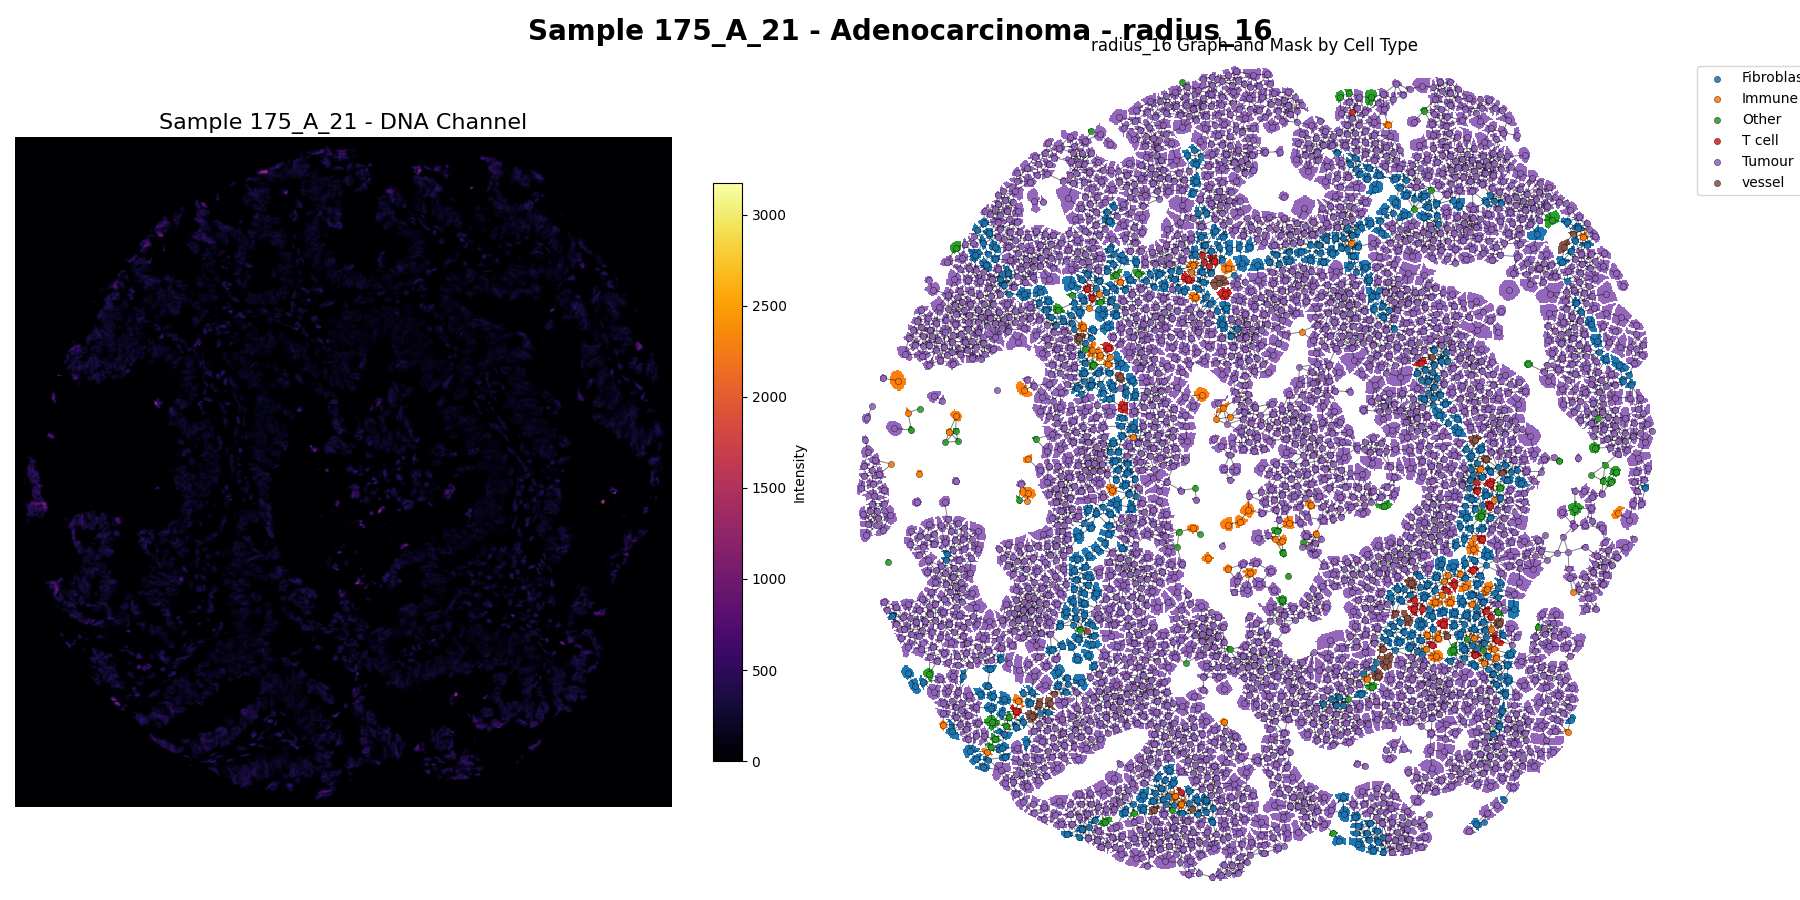 Sample 175_A_21 - Adenocarcinoma - radius_16
radius_16 Graph and Mask by Cell Type
Sample 175_A_21 - DNA Channel
3000
2500
2000
1500
1000
500
0
Intensity
Fibroblas
Immune
Other
T cell
Tumour
vessel